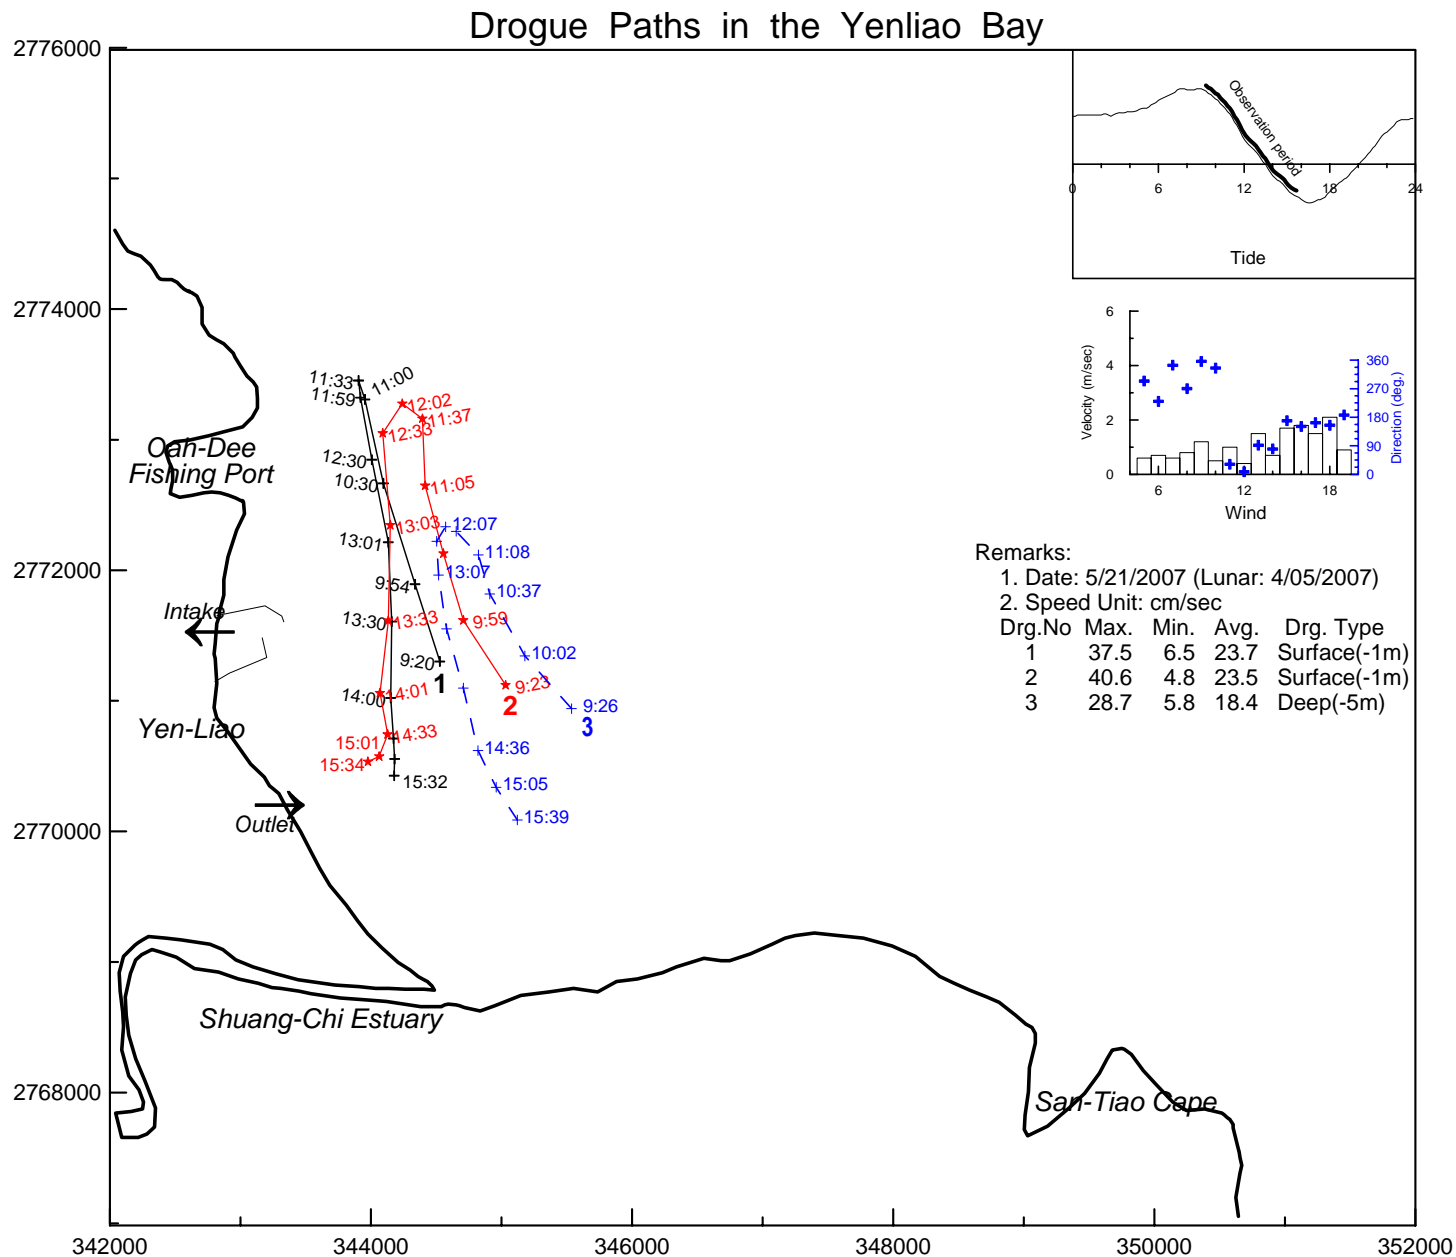 Drogue Paths in the Yenliao Bay
2776000
2774000
2772000
2770000
2768000
342000 344000 346000 348000 350000 352000
Observation period
0 6 12 18 24
Tide
6
4
2
0
Velocity (m/sec)
360
270
180
90
0
Direction (deg.)
6 12 18
Wind
Remarks:
1. Date: 5/21/2007 (Lunar: 4/05/2007)
2. Speed Unit: cm/sec
Drg.No Max. Min. Avg. Drg. Type
1 37.5 6.5 23.7 Surface(-1m)
2 40.6 4.8 23.5 Surface(-1m)
3 28.7 5.8 18.4 Deep(-5m)
11:33
11:00
11:59
12:30
10:30
13:01
9:54
13:30
9:20
1
14:00
15:32
12:02
11:37
12:33
11:05
13:03
9:59
13:33
9:23
2
14:01
14:33
15:01
15:34
12:07
11:08
13:07
10:37
10:02
9:26
3
14:36
15:05
15:39
Oah-Dee
Fishing Port
Intake
Yen-Liao
Outlet
Shuang-Chi Estuary
San-Tiao Cape